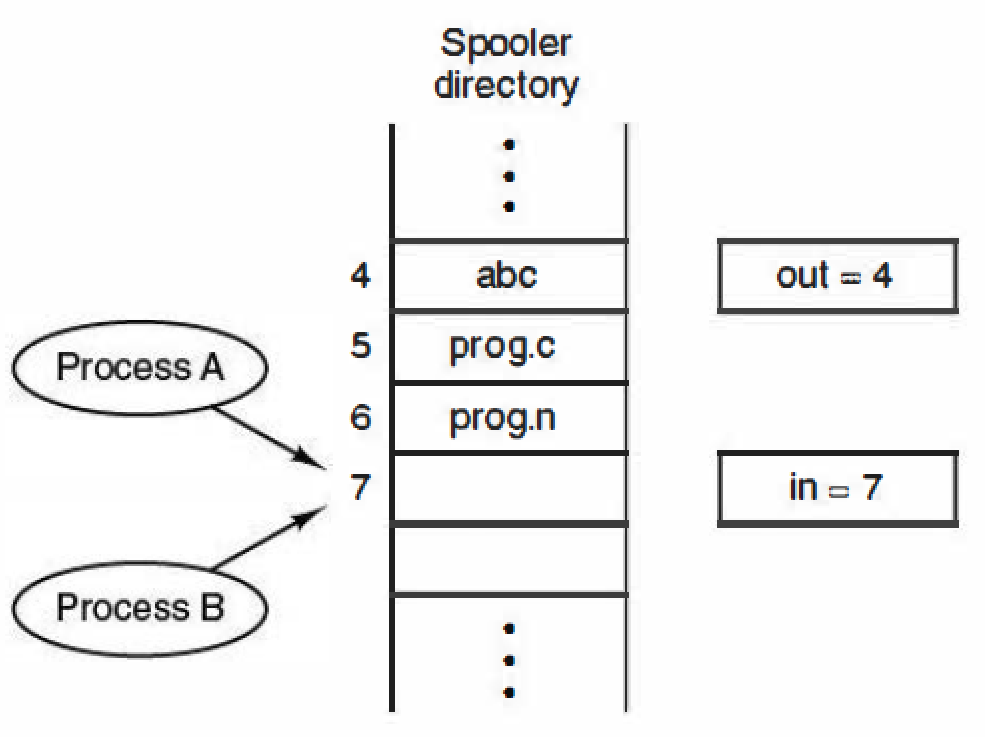 Spooler
directory
4 abc
out = 4
5 prog.c
Process A
6 prog.n
7
in = 7
Process B